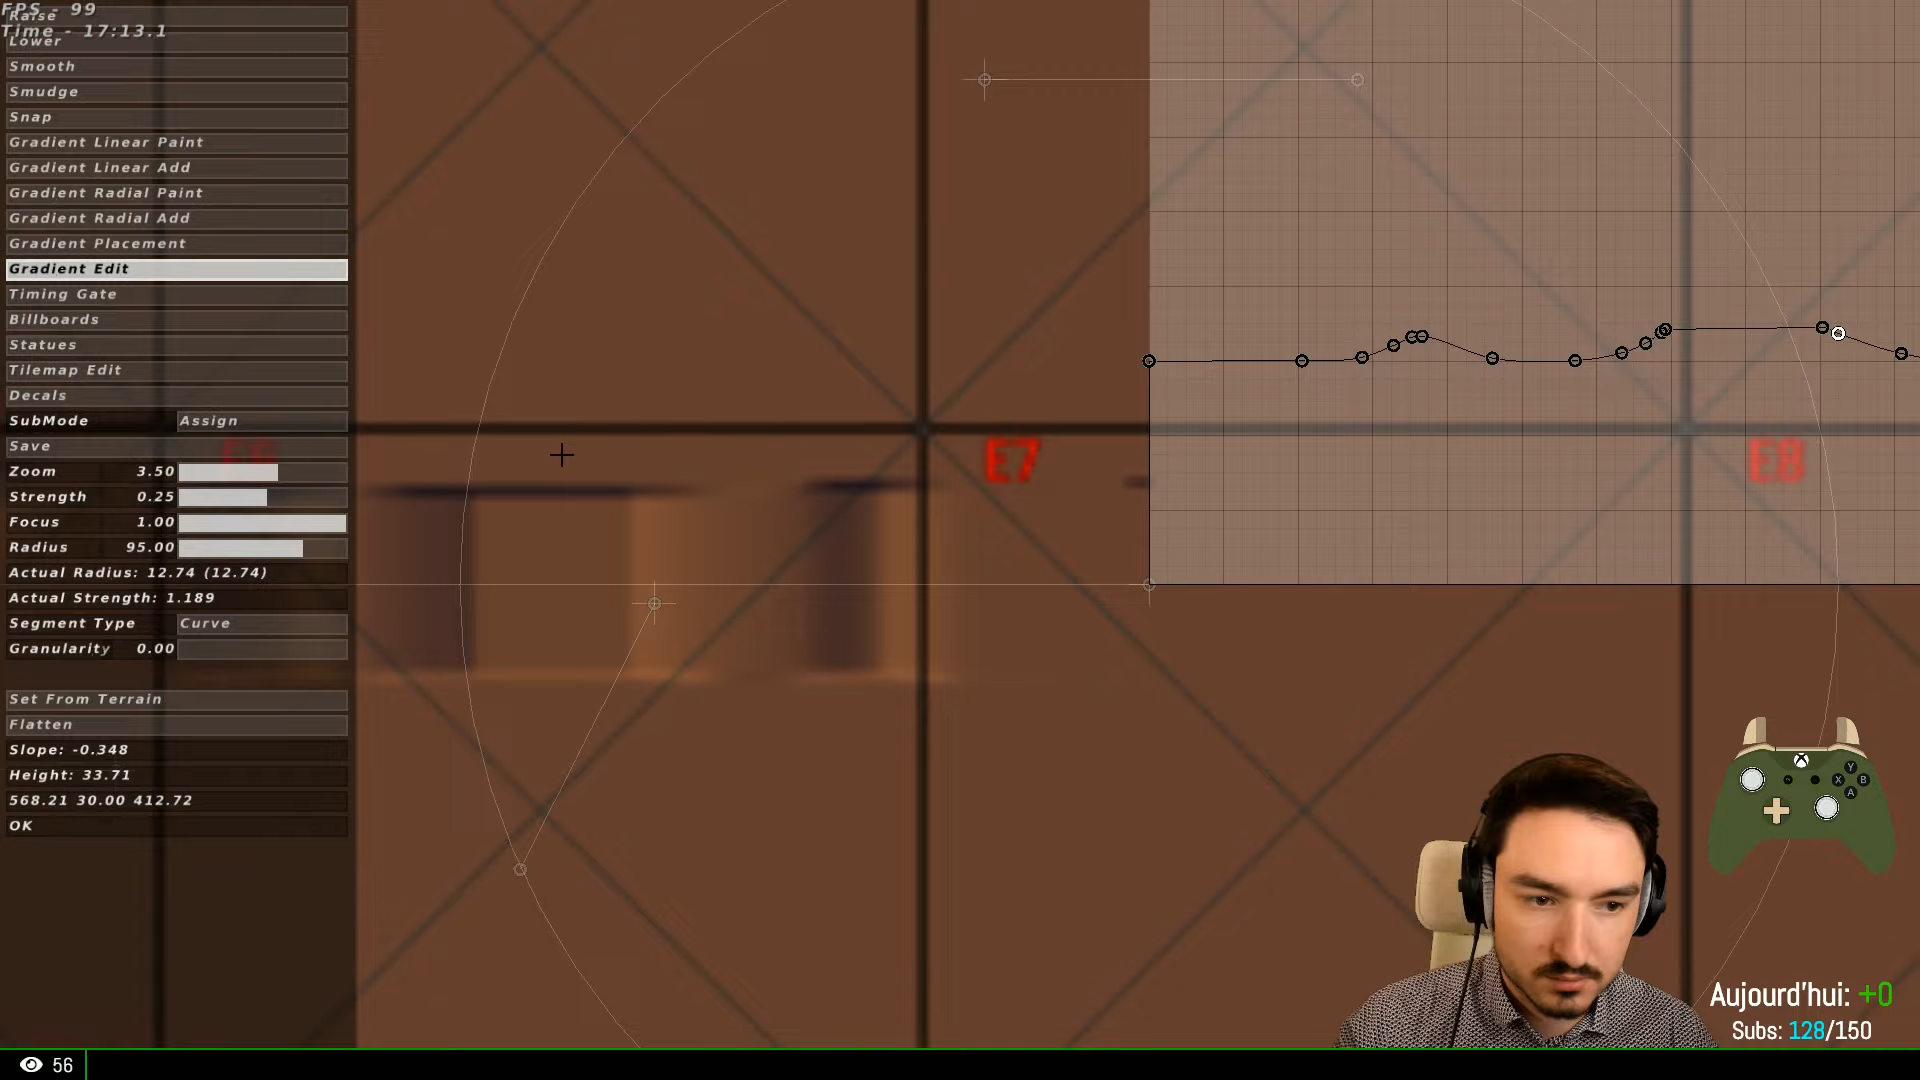 FPS - 99
Raise
Time - 17:13.1
Lower
Smooth
Smudge
Snap
Gradient Linear Paint
Gradient Linear Add
Gradient Radial Paint
Gradient Radial Add
Gradient Placement
Gradient Edit
Timing Gate
Billboards
Statues
Tilemap Edit
Decals
SubMode Assign
Save
E6
E7
E8
Zoom 3.50
Strength 0.25
Focus 1.00
Radius 95.00
Actual Radius: 12.74 (12.74)
Actual Strength: 1.189
Segment Type Curve
Granularity 0.00
Set From Terrain
Flatten
Slope: -0.348
Height: 33.71
568.21 30.00 412.72
OK
Y
X B
A
Aujourd'hui: +0
Subs: 128/150
56